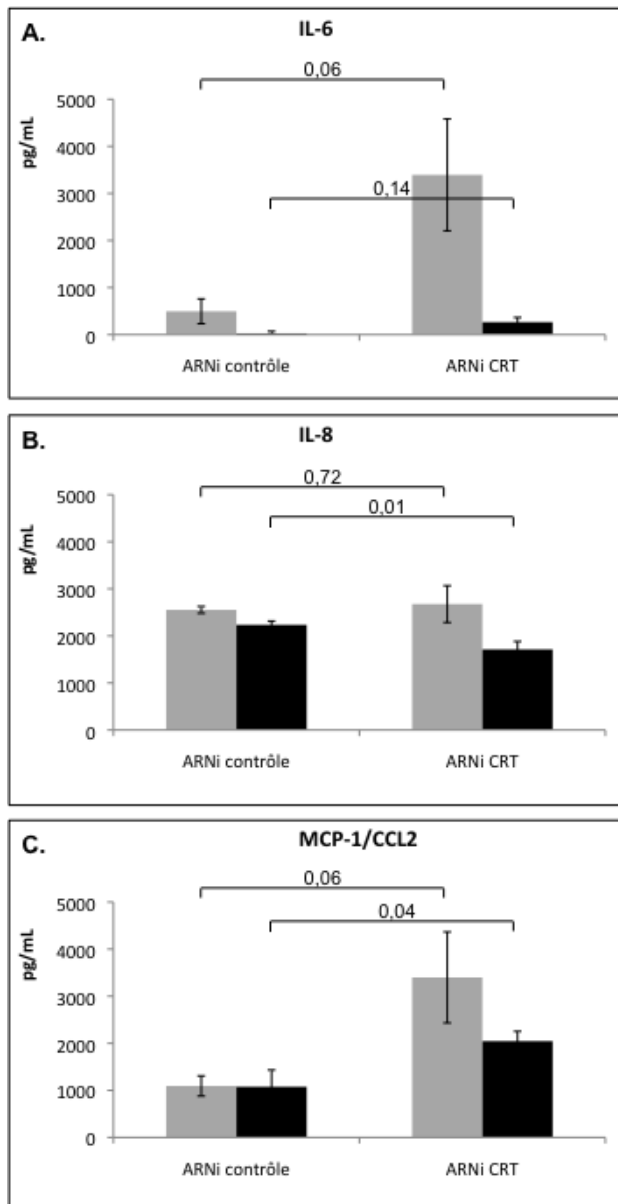 A.
IL-6
0,06
pg/mL
5000
4000
0,14
3000
2000
1000
0
ARNi contrôle
ARNi CRT
B.
IL-8
0,72
pg/mL
5000
0,01
4000
3000
2000
1000
0
ARNi contrôle
ARNi CRT
C.
MCP-1/CCL2
0,06
pg/mL
5000
0,04
4000
3000
2000
1000
0
ARNi contrôle
ARNi CRT